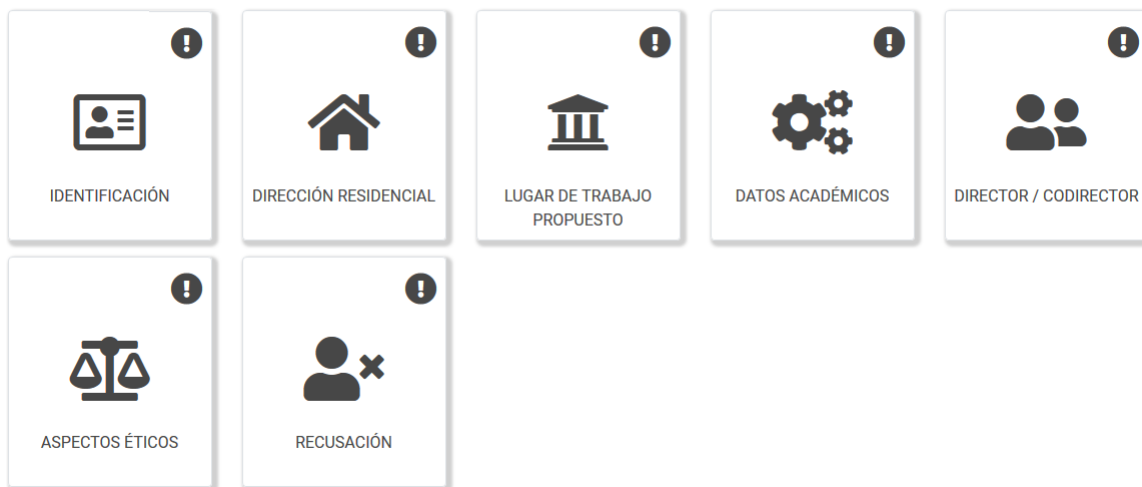 IDENTIFICACIÓN
DIRECCIÓN RESIDENCIAL
LUGAR DE TRABAJO
PROPUESTO
DATOS ACADÉMICOS
DIRECTOR / CODIRECTOR
ASPECTOS ÉTICOS
RECUSACIÓN